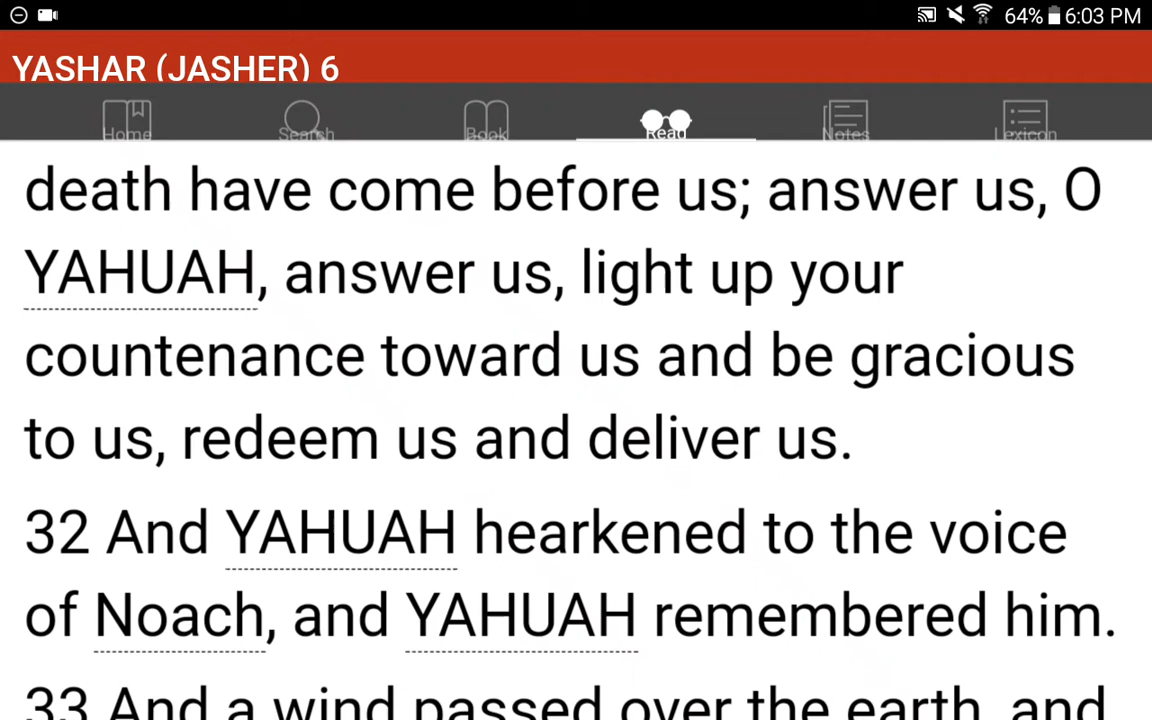 64% 6:03 PM
YASHAR (JASHER) 6
Home Search Book Read Notes Lexicon
death have come before us; answer us, O
YAHUAH, answer us, light up your
countenance toward us and be gracious
to us, redeem us and deliver us.
32 And YAHUAH hearkened to the voice
of Noach, and YAHUAH remembered him.
33 And a wind passed over the earth, and